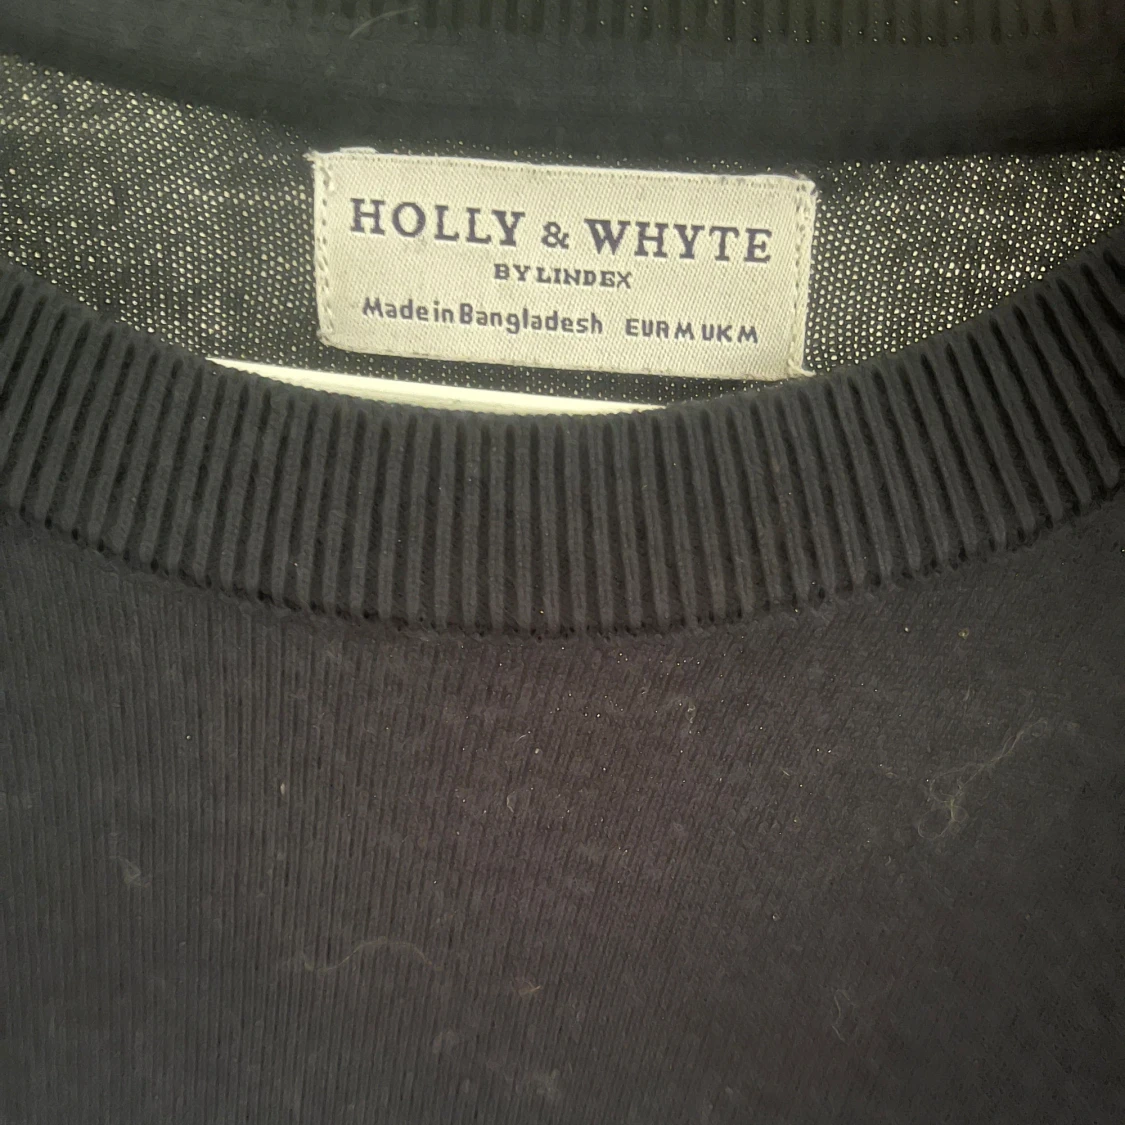 HOLLY & WHYTE
BY LINDEX
Made in Bangladesh EUR M UK M